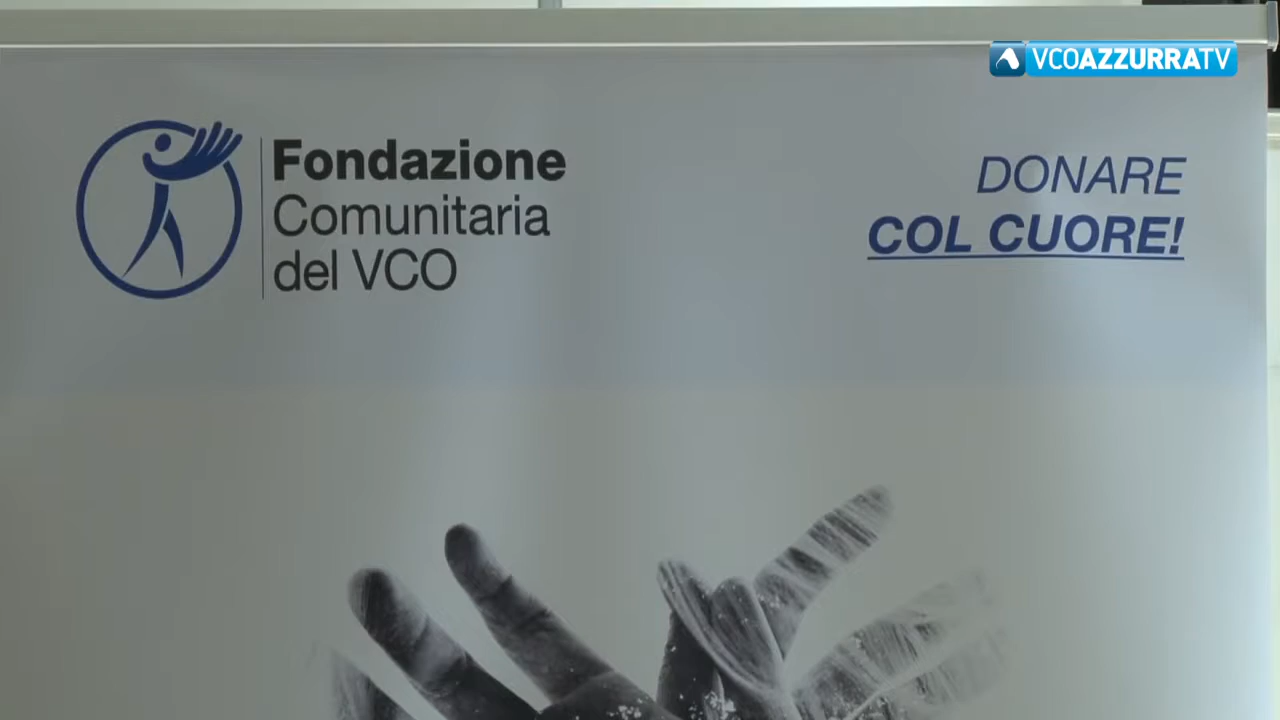 VCOAZZURRATV
Fondazione
Comunitaria
del VCO
DONARE
COL CUORE!